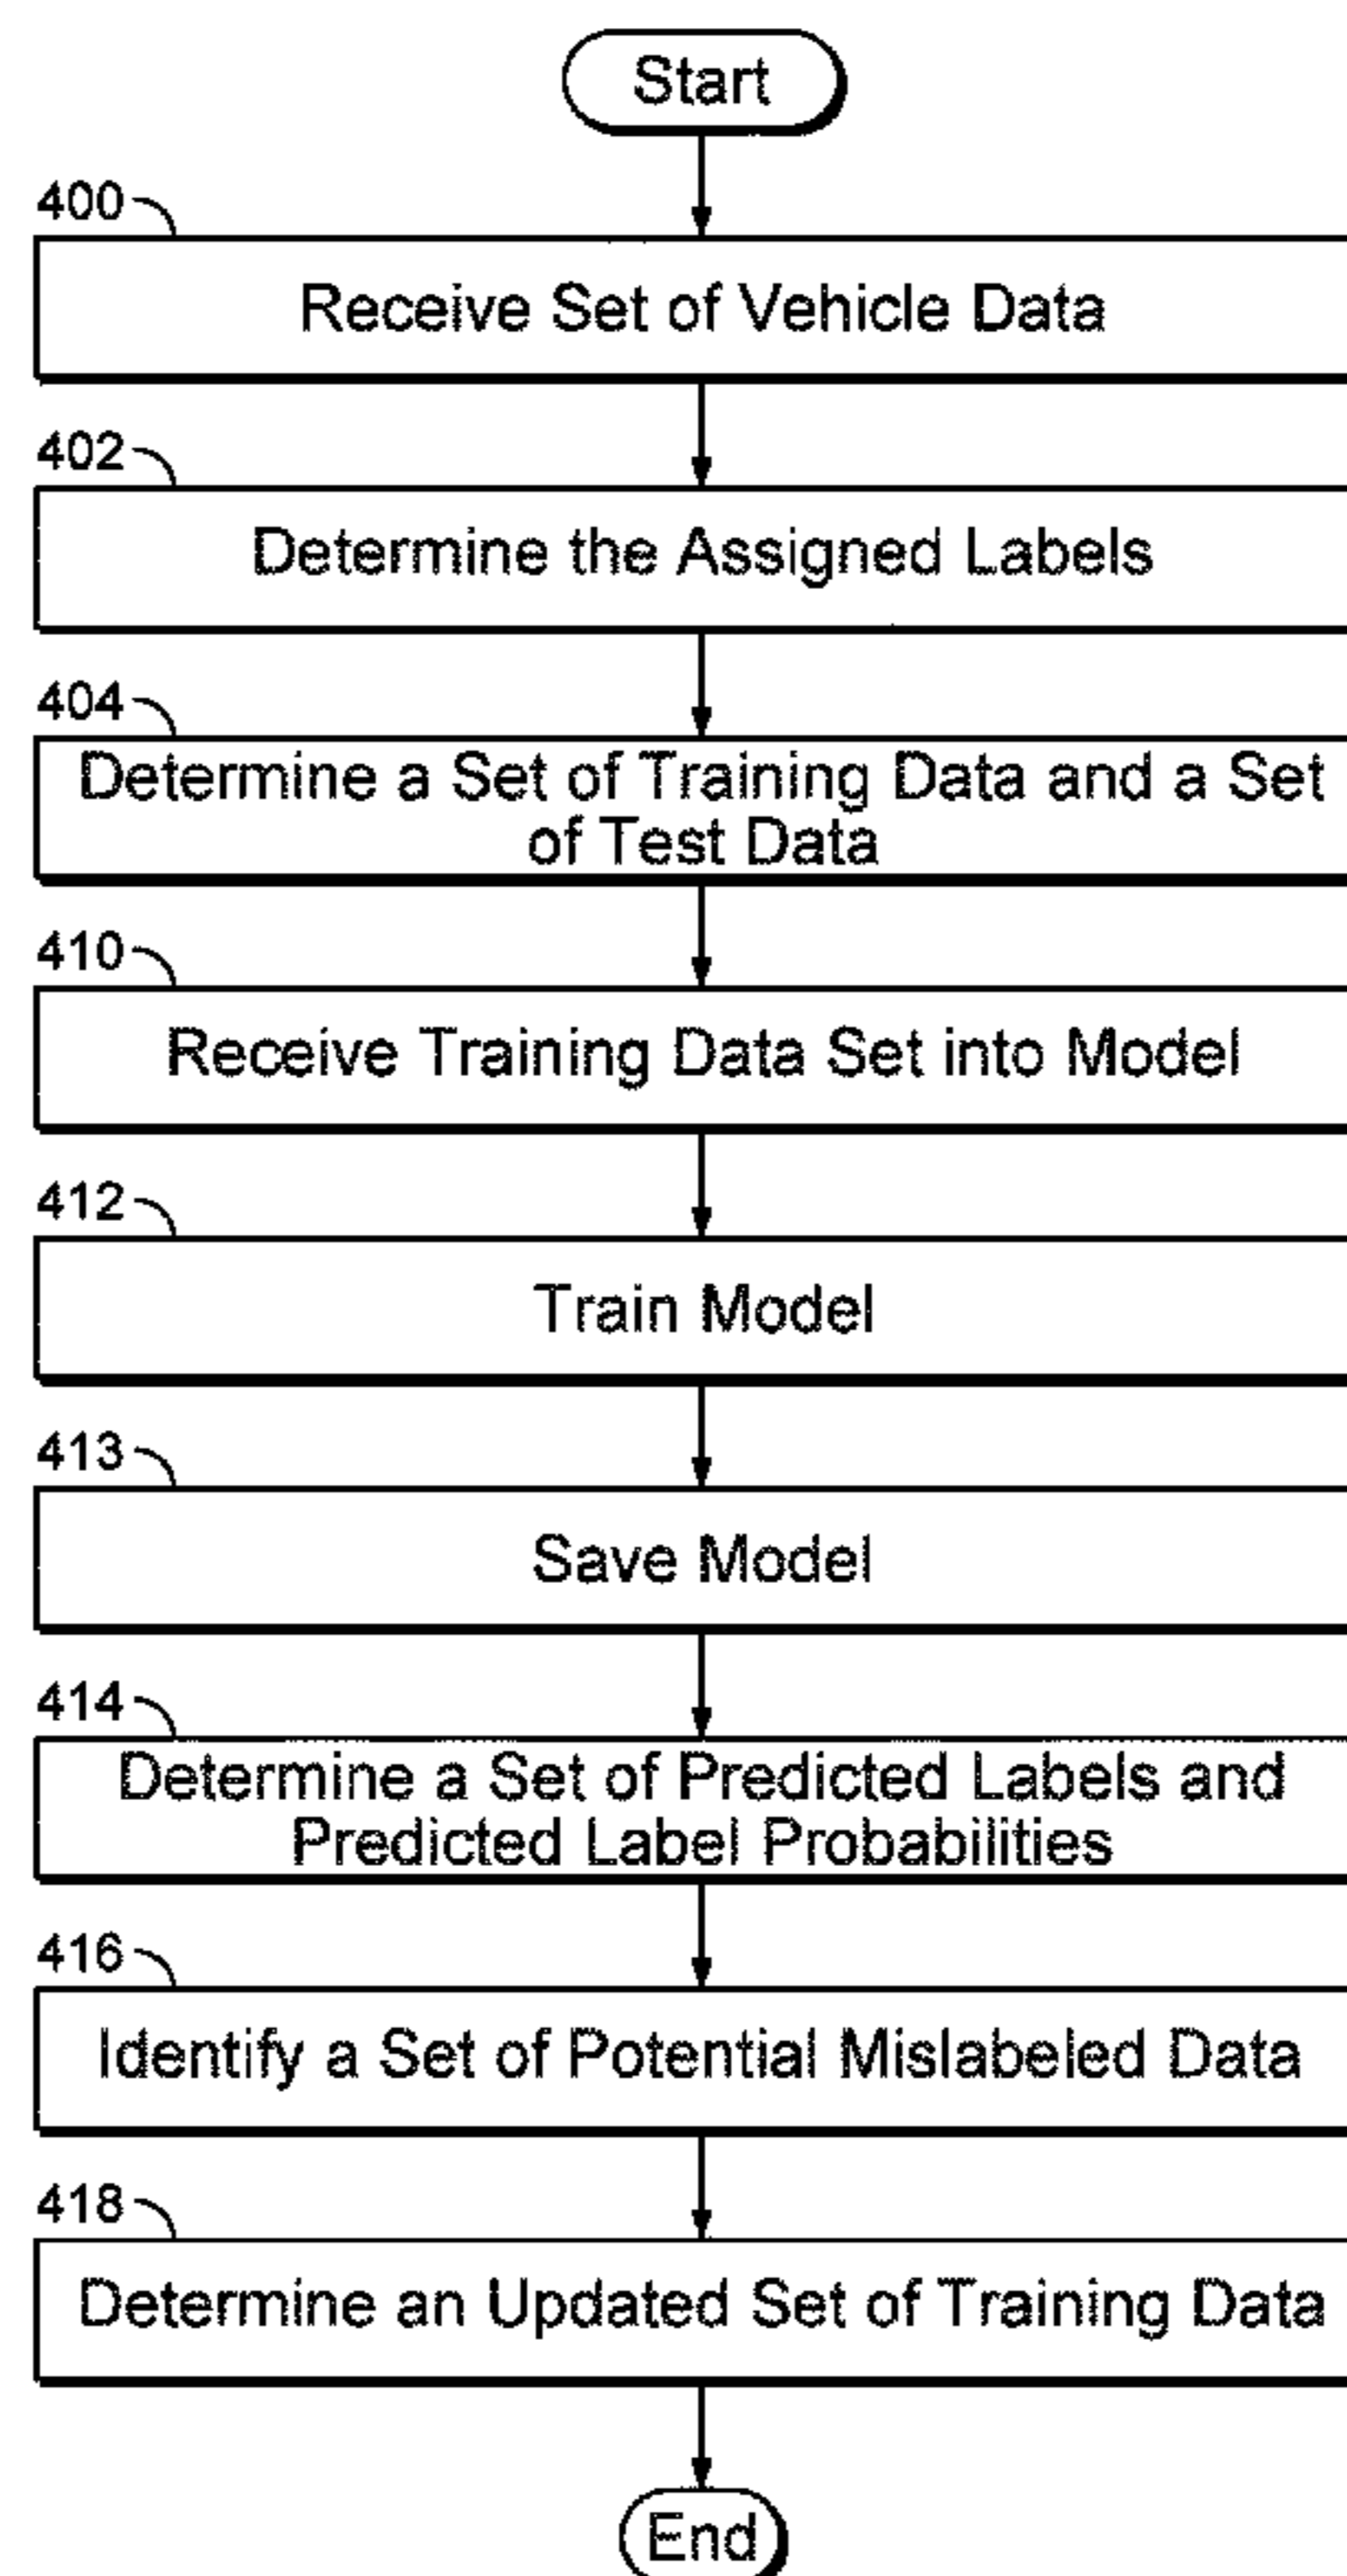 Start
400
Receive Set of Vehicle Data
402
Determine the Assigned Labels
404
Determine a Set of Training Data and a Set
of Test Data
410
Receive Training Data Set into Model
412
Train Model
413
Save Model
414
Determine a Set of Predicted Labels and
Predicted Label Probabilities
416
Identify a Set of Potential Mislabeled Data
418
Determine an Updated Set of Training Data
End